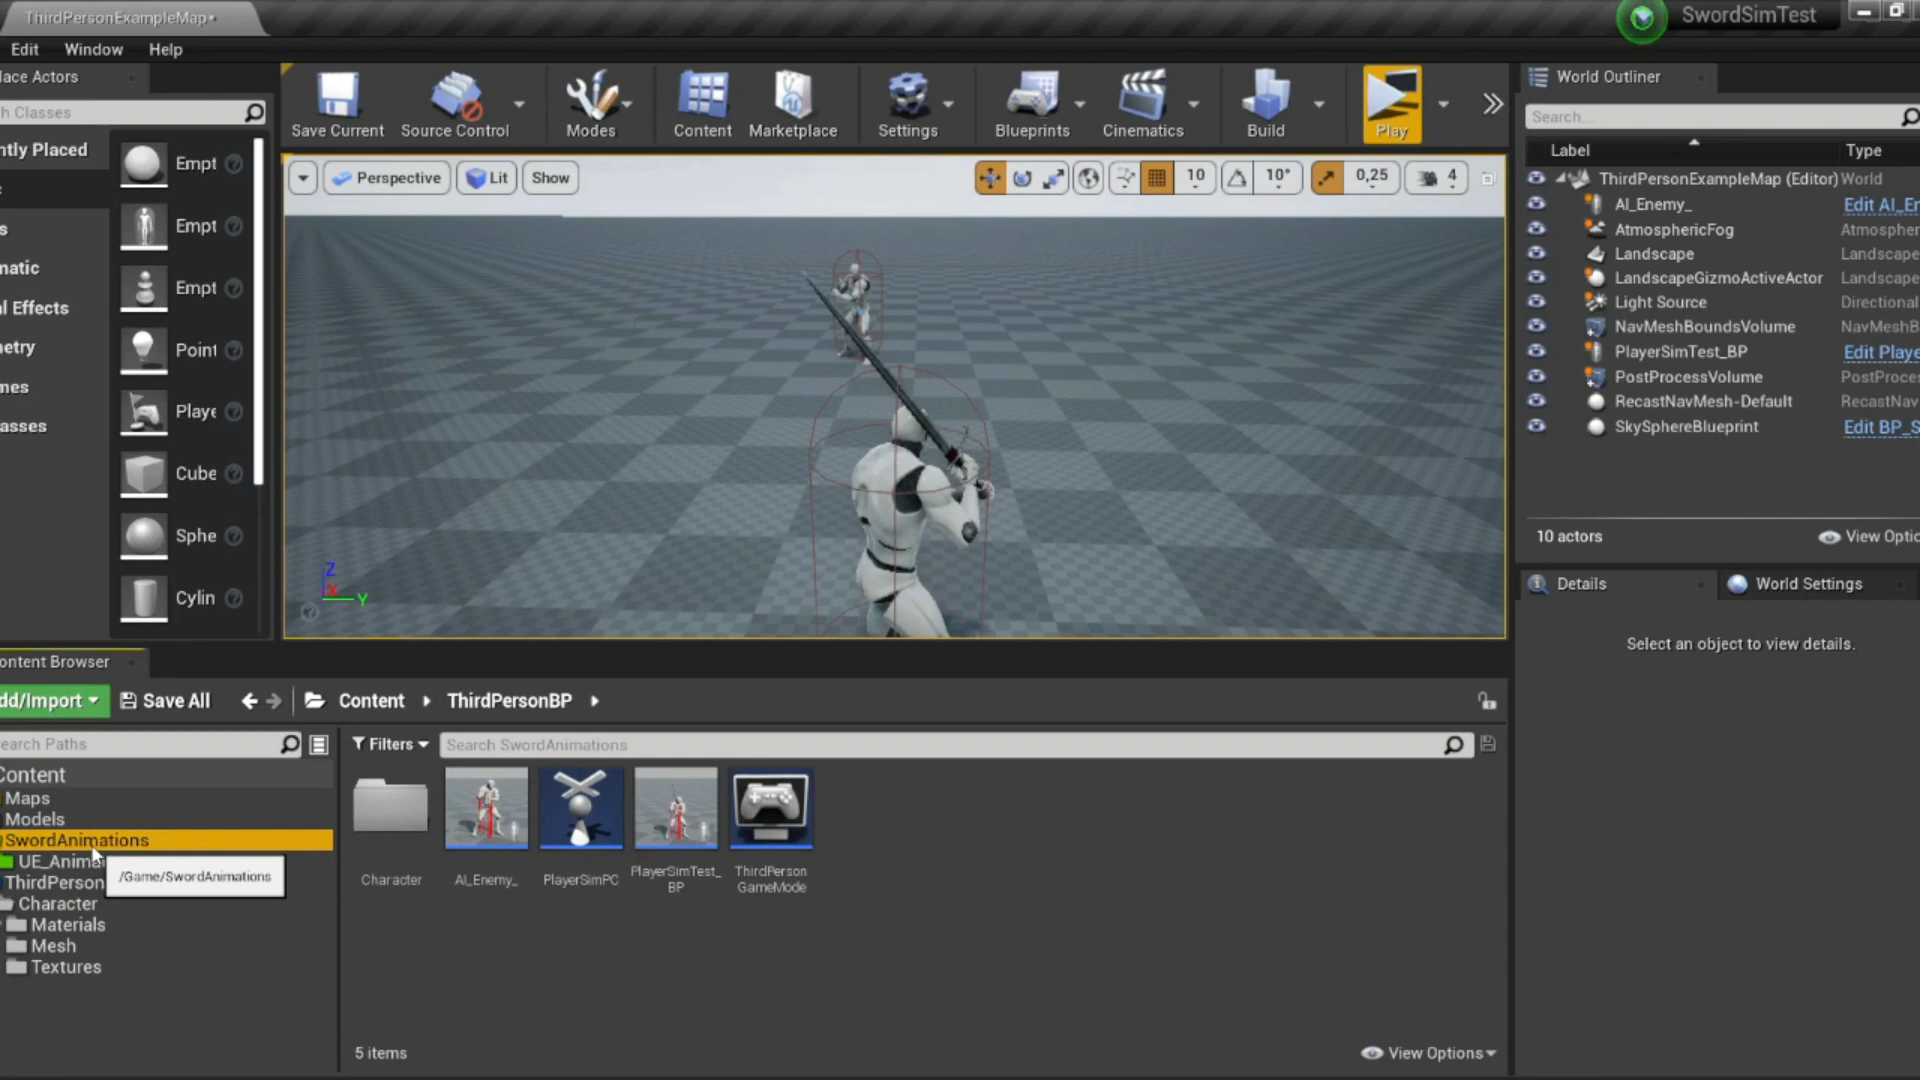 ThirdPersonExampleMap*
SwordSimTest
Edit
Window
Help
lace Actors
h Classes
ntly Placed
matic
l Effects
etry
mes
asses
Empt
Empt
Empt
Point
Playe
Cube
Sphe
Cylin
Save Current
Source Control
Modes
Content
Marketplace
Settings
Blueprints
Cinematics
Build
Play
Perspective
Lit
Show
10
10°
0,25
4
Z
X
Y
World Outliner
Search...
Label
Type
ThirdPersonExampleMap (Editor)
World
AI_Enemy_
Edit AI_Er
AtmosphericFog
Atmospher
Landscape
Landscape
LandscapeGizmoActiveActor
Landscape
Light Source
Directional
NavMeshBoundsVolume
NavMeshB
PlayerSimTest_BP
Edit Playe
PostProcessVolume
PostProces
RecastNavMesh-Default
RecastNav
SkySphereBlueprint
Edit BP_S
10 actors
View Optic
Details
World Settings
Select an object to view details.
ontent Browser
dd/Import
Save All
Content
ThirdPersonBP
earch Paths
Filters
Search SwordAnimations
Content
Maps
Models
SwordAnimations
UE_Anima
ThirdPerson
/Game/SwordAnimations
Character
Materials
Mesh
Textures
Character
AI_Enemy_
PlayerSimPC
PlayerSimTest_
BP
ThirdPerson
GameMode
5 items
View Options